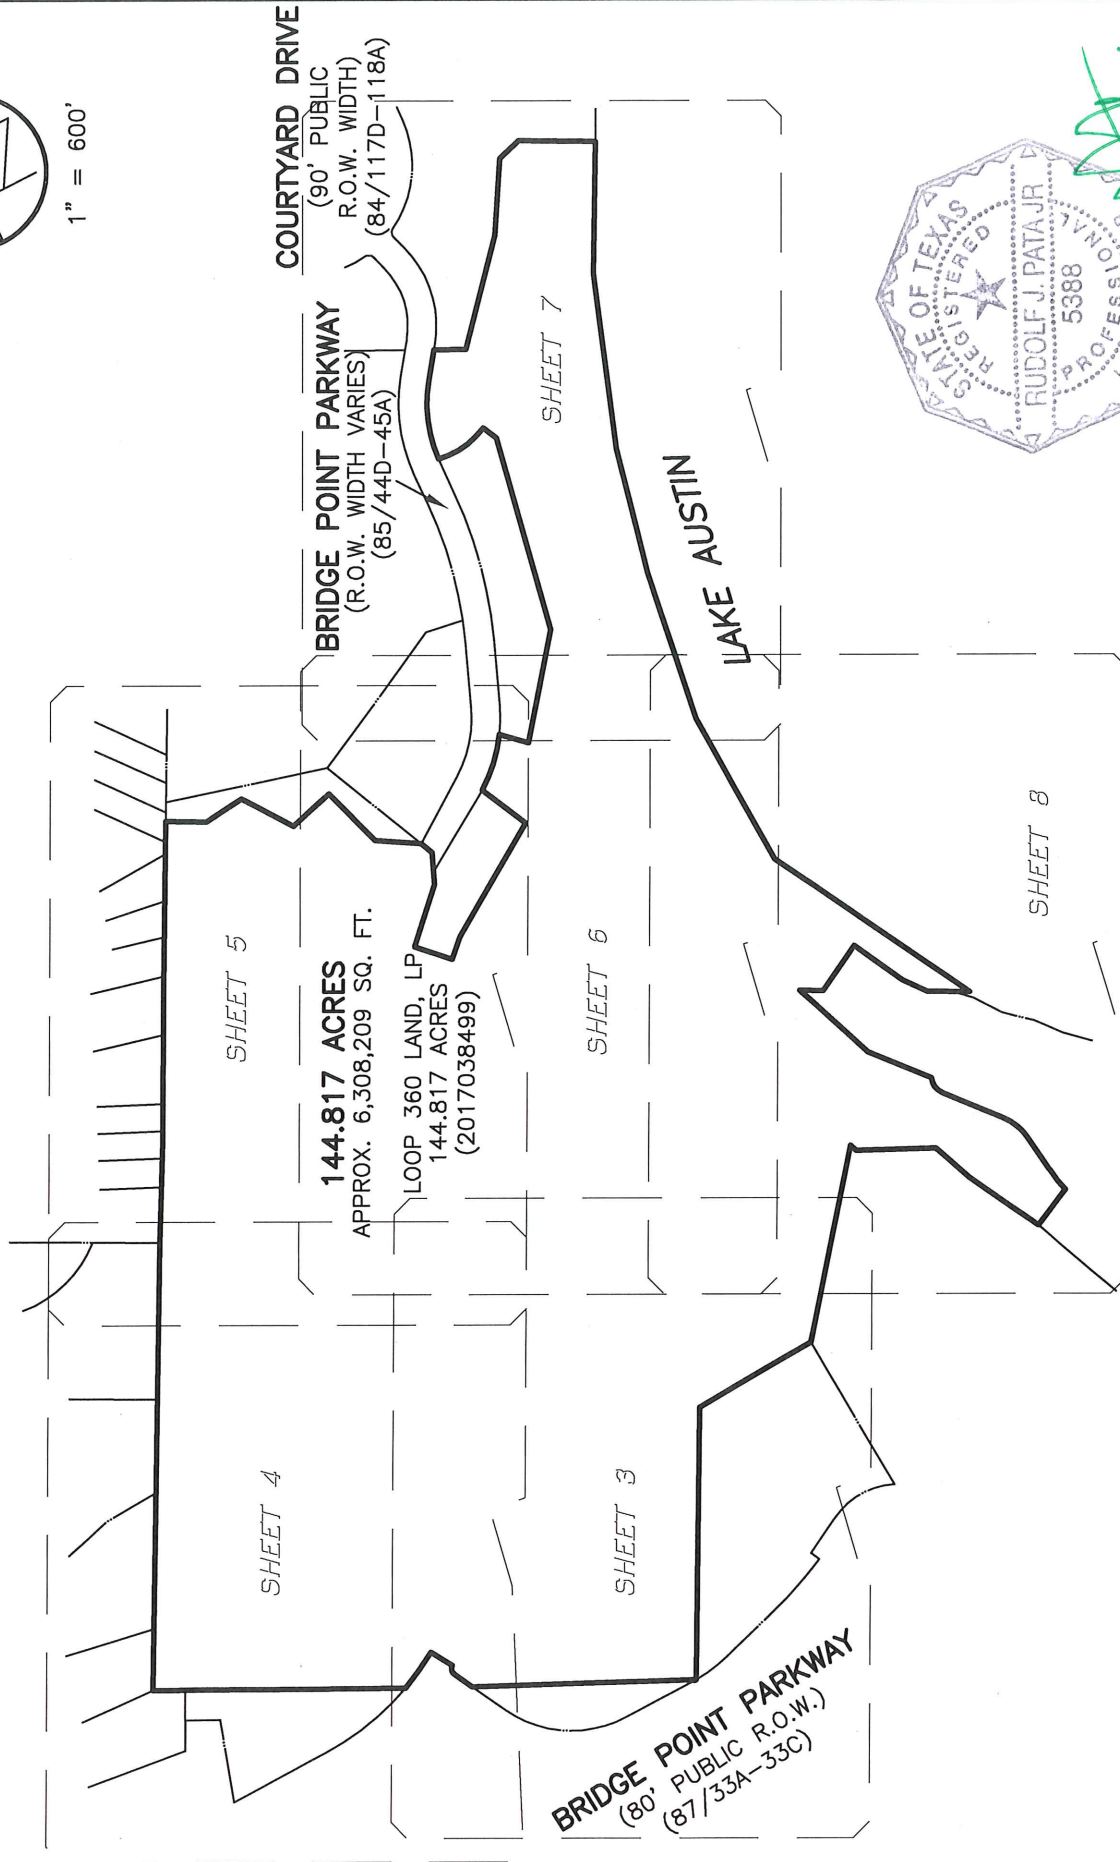 1" = 600'
COURTYARD DRIVE
(90' PUBLIC
R.O.W. WIDTH)
(84/117D-118A)
BRIDGE POINT PARKWAY
(R.O.W. WIDTH VARIES)
(85/44D-45A)
SHEET 7
LAKE AUSTIN
SHEET 5
144.817 ACRES
APPROX. 6,308,209 SQ. FT.
LOOP 360 LAND, LP
144.817 ACRES
(2017038499)
SHEET 6
SHEET 8
SHEET 4
SHEET 3
BRIDGE POINT PARKWAY
(80' PUBLIC R.O.W.)
(87/33A-33C)
STATE OF TEXAS
REGISTERED
RUDOLF J. PATA JR
5388
PROFESSIONAL